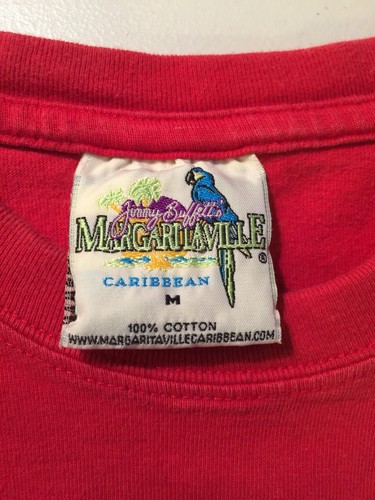 Jimmy Buffett's
MARGARITAVILLE
®
CARIBBEAN
M
100% COTTON
WWW.MARGARITAVILLECARIBBEAN.COM